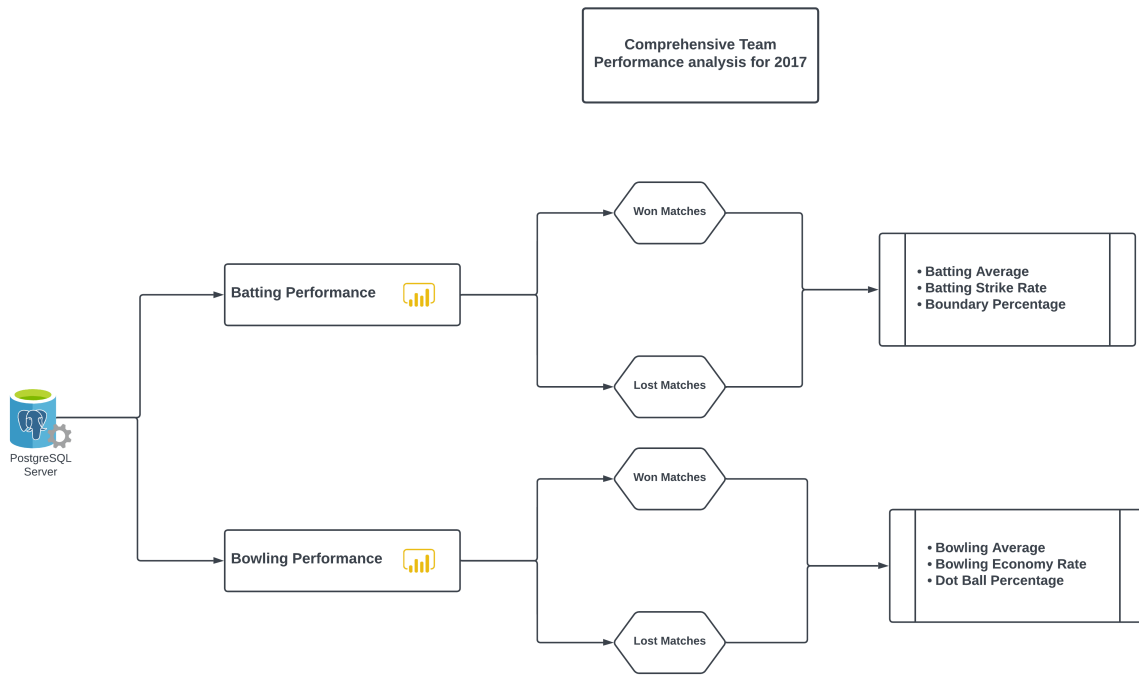 Comprehensive Team
Performance analysis for 2017
Won Matches
Batting Performance
• Batting Average
• Batting Strike Rate
• Boundary Percentage
Lost Matches
PostgreSQL
Server
Won Matches
Bowling Performance
• Bowling Average
• Bowling Economy Rate
• Dot Ball Percentage
Lost Matches